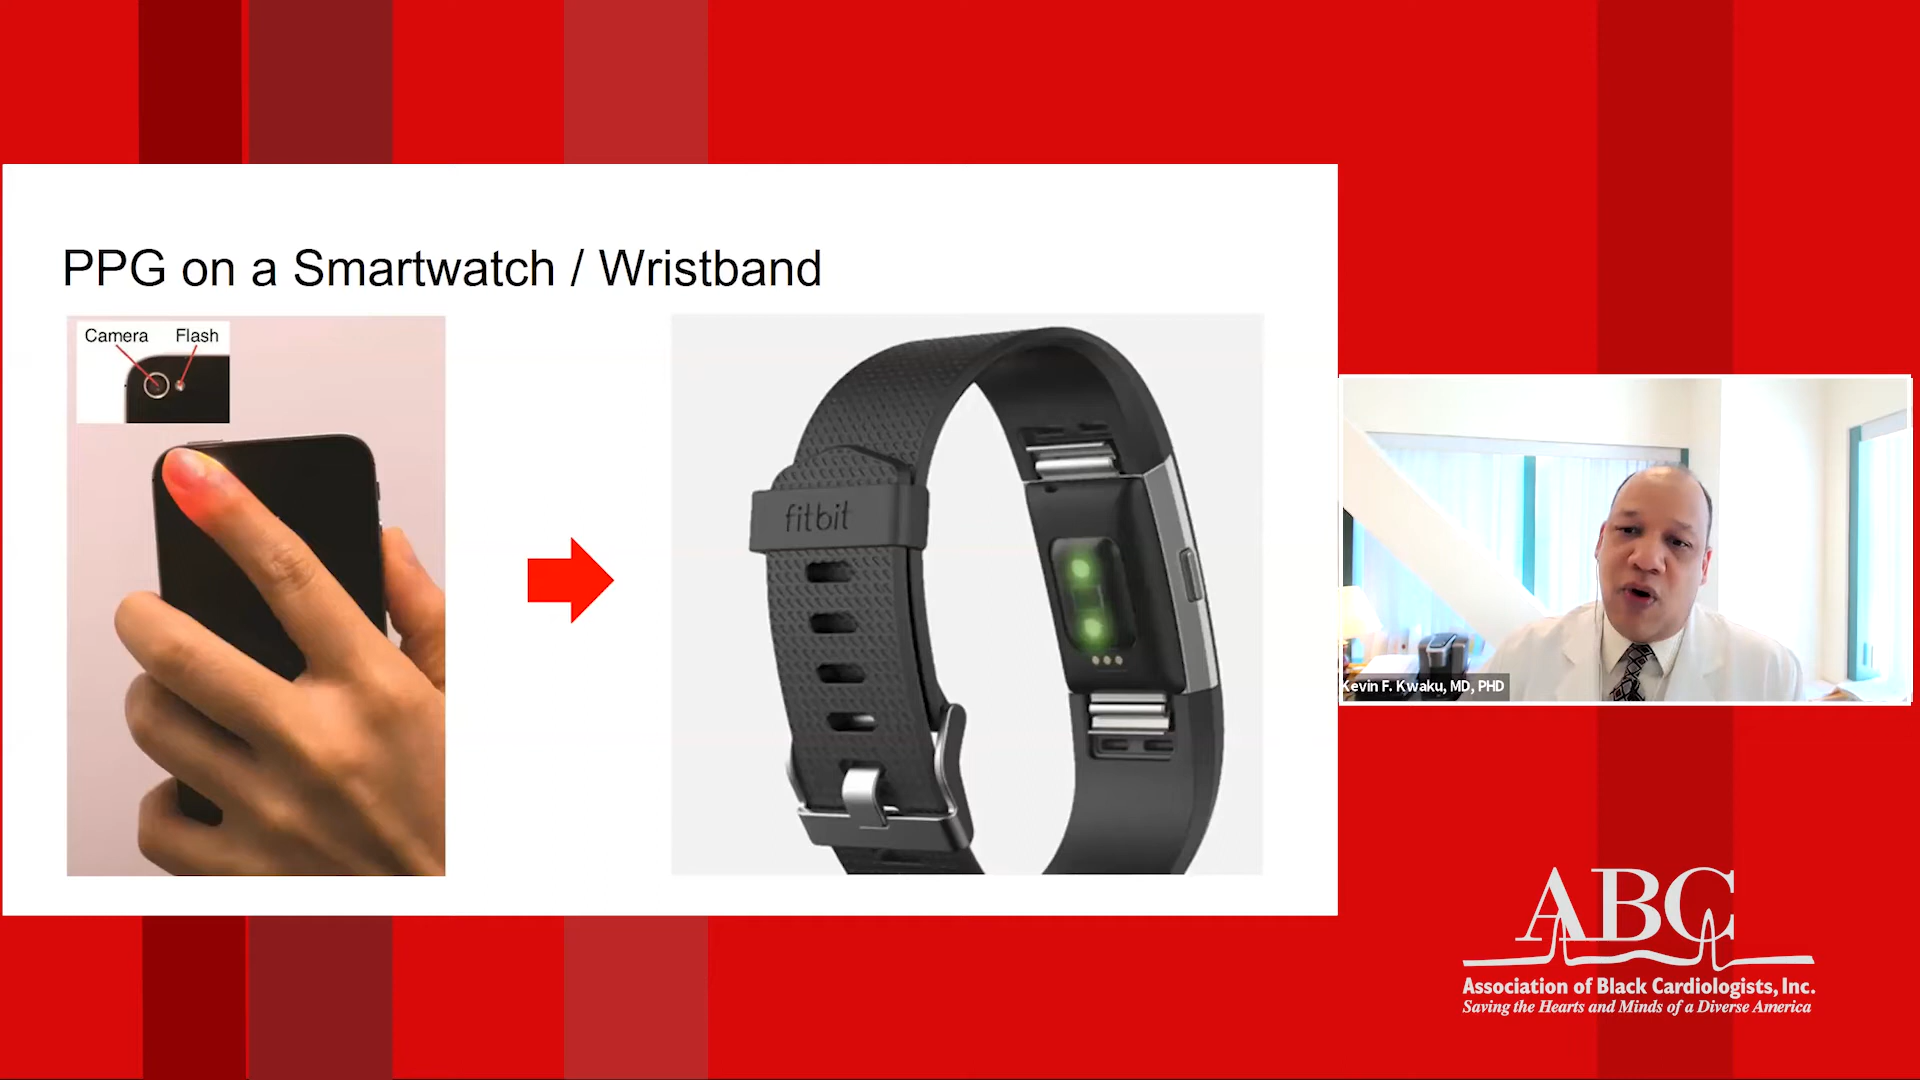 PPG on a Smartwatch / Wristband
Camera Flash
fitbit
Kevin F. Kwaku, MD, PHD
ABC
Association of Black Cardiologists, Inc.
Saving the Hearts and Minds of a Diverse America